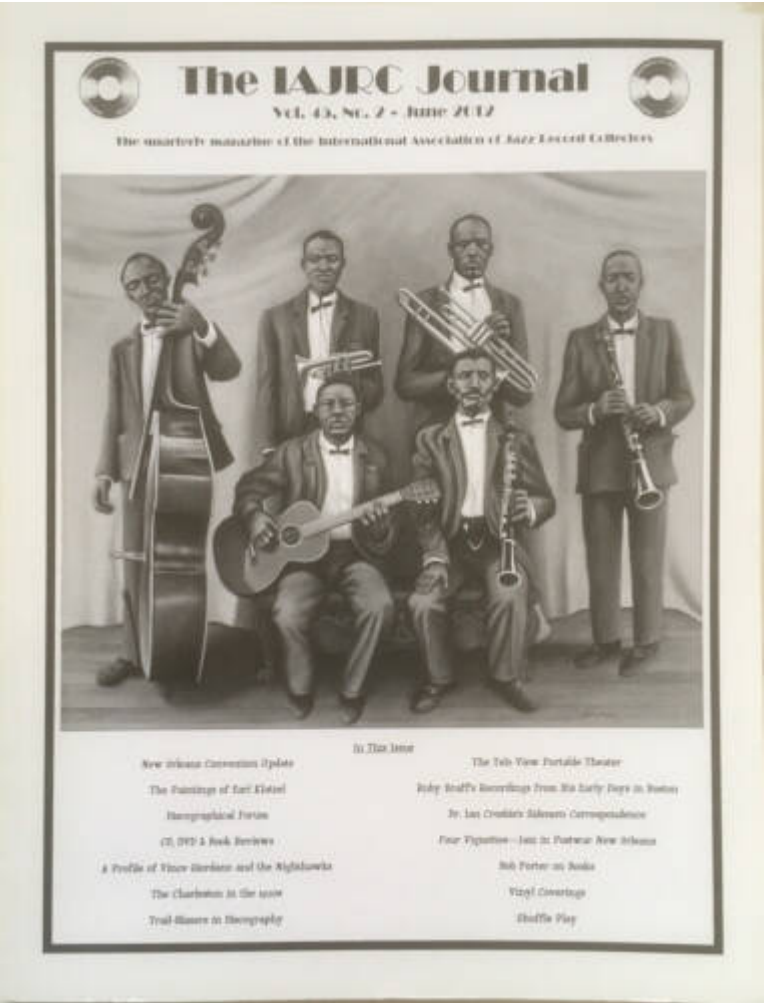 The IAJRC Journal
Vol. 45, No. 2 - June 2012
The quarterly magazine of the International Association of Jazz Record Collectors
In This Issue
New Orleans Convention Update
The Paintings of Earl Klatzel
Discographical Forum
CD, DVD & Book Reviews
A Profile of Vince Giordano and the Nighthawks
The Charleston in the
Trail-Blazers in Discography
The Tele-View Portable Theater
Ruby Braff's Recordings from His Early Days in Boston
Dr. Ian Crosbie's Sidemen Correspondence
Four Vignettes—Jazz in Postwar New Orleans
Bob Porter on Books
Vinyl Coverings
Shuffle Play